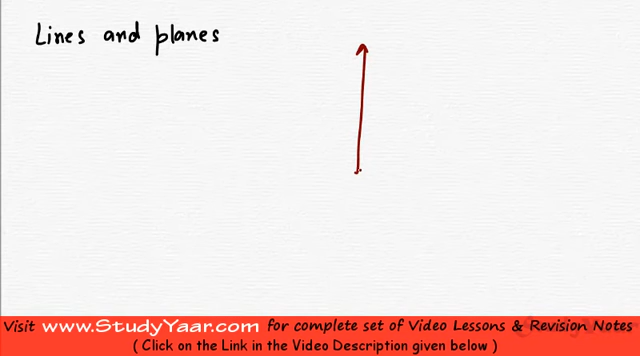 Lines and planes
Visit www.StudyYaar.com for complete set of Video Lessons & Revision Notes
( Click on the Link in the Video Description given below )